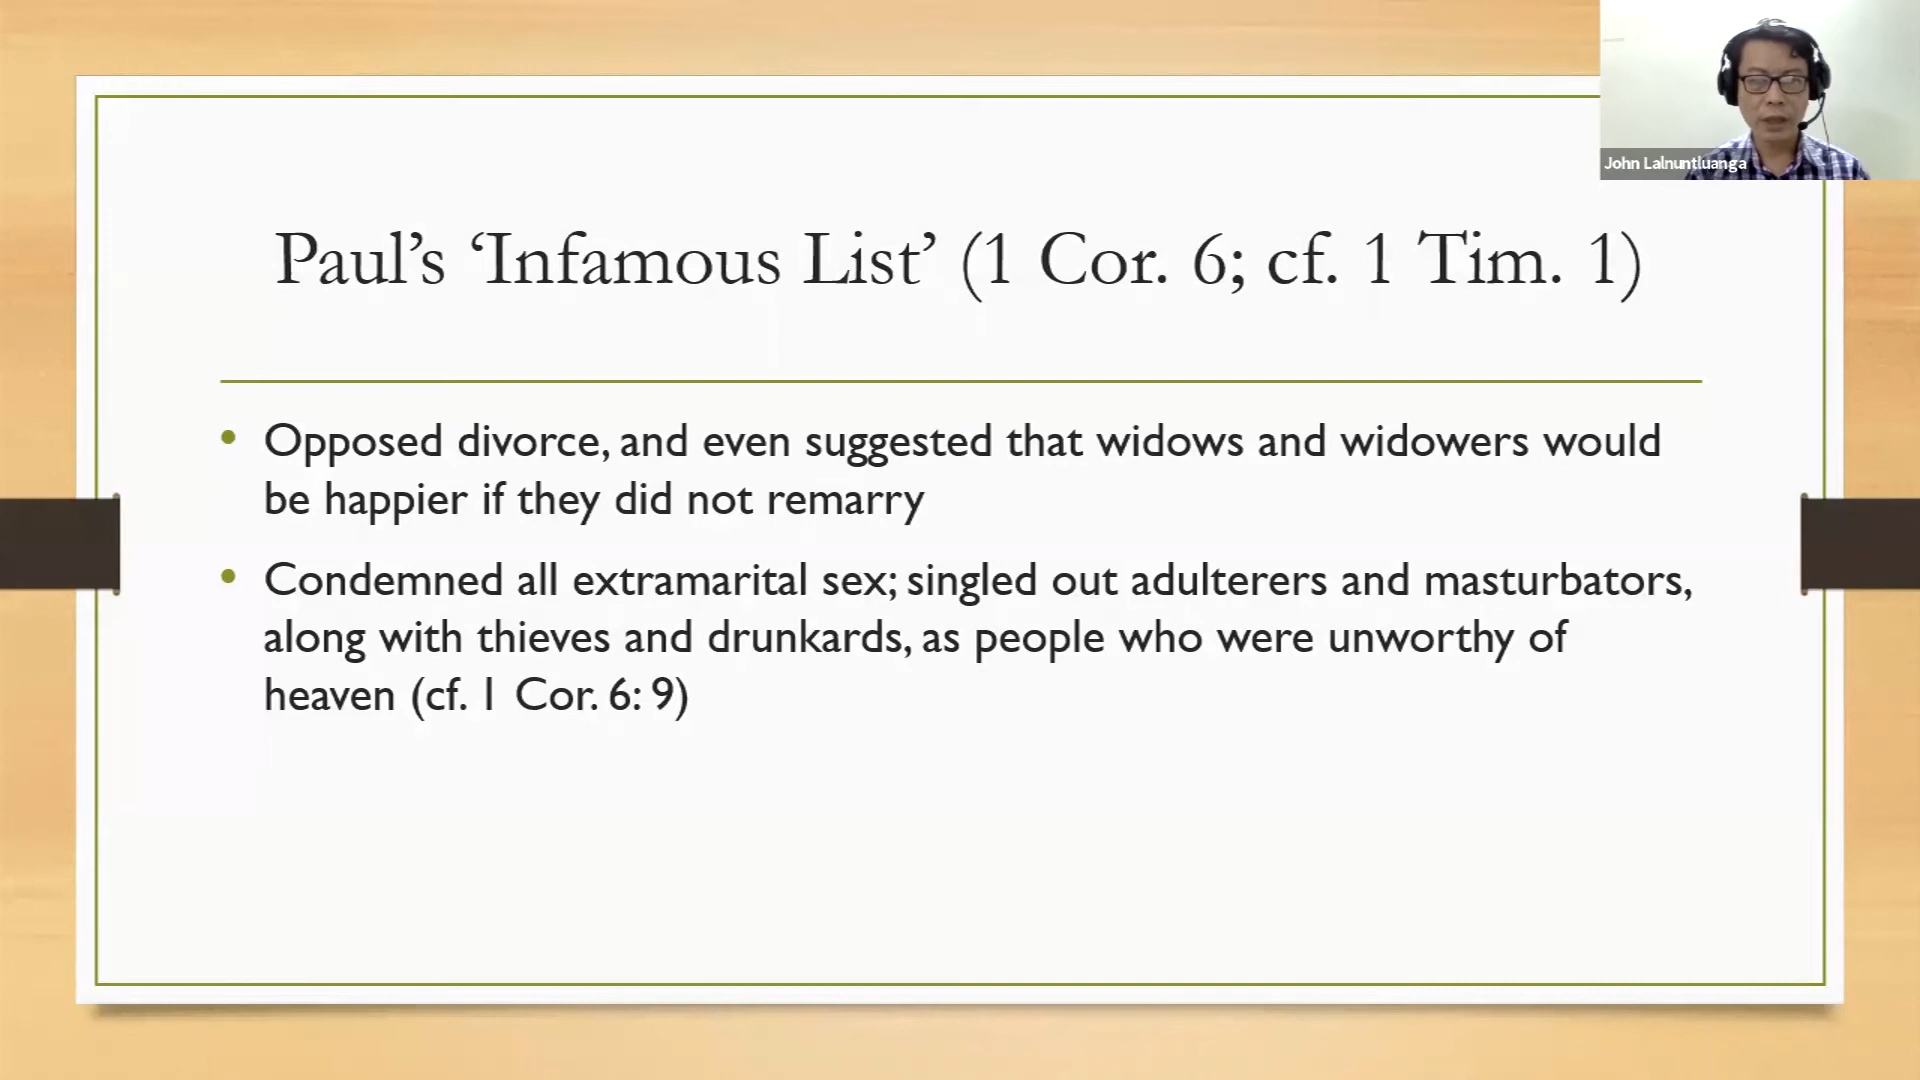 John Lalnuntluanga
Paul’s ‘Infamous List’ (1 Cor. 6; cf. 1 Tim. 1)
• Opposed divorce, and even suggested that widows and widowers would
be happier if they did not remarry
• Condemned all extramarital sex; singled out adulterers and masturbators,
along with thieves and drunkards, as people who were unworthy of
heaven (cf. 1 Cor. 6: 9)